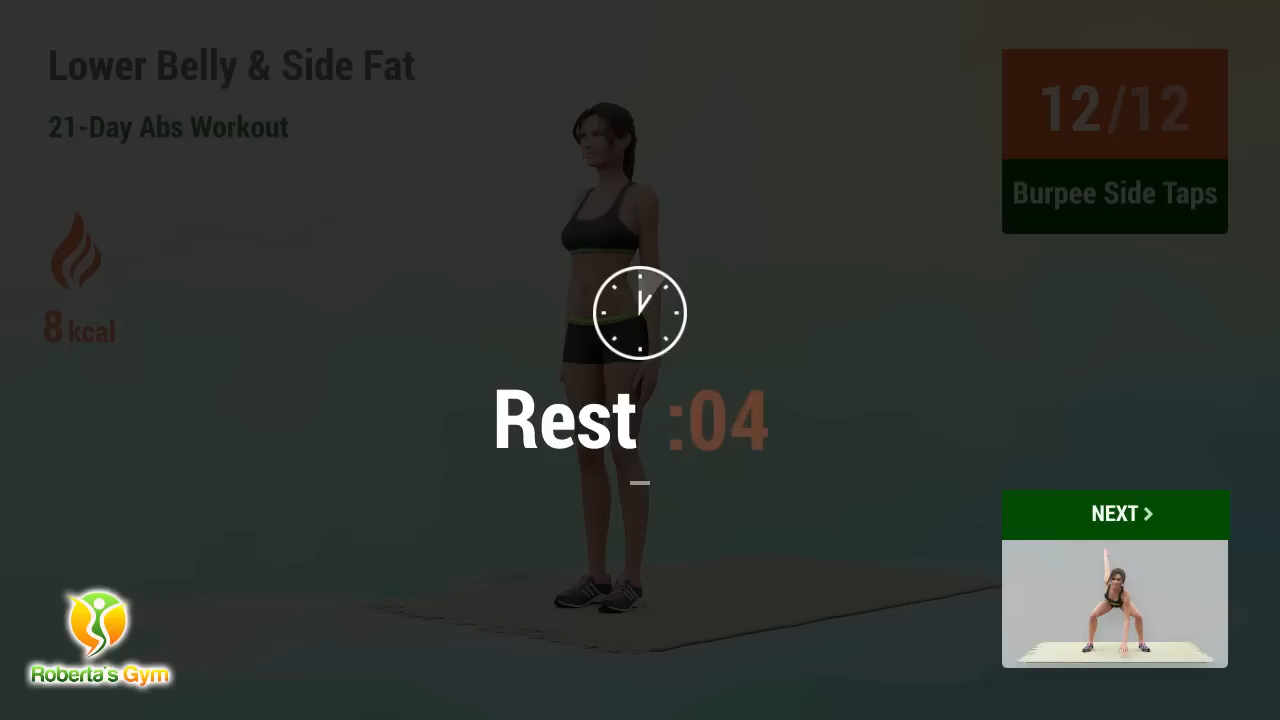 Lower Belly & Side Fat
21-Day Abs Workout
12/12
Burpee Side Taps
8 kcal
Rest :04
NEXT >
Roberta's Gym